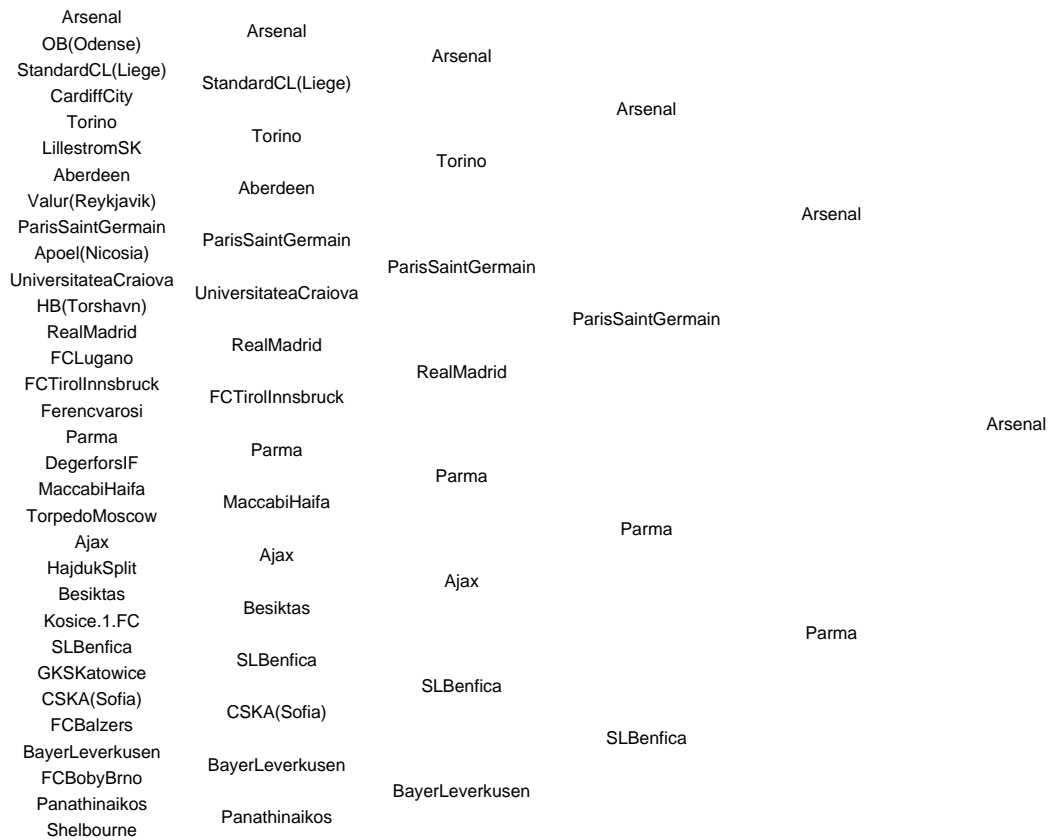 Arsenal
OB(Odense)
StandardCL(Liege)
CardiffCity
Torino
LillestromSK
Aberdeen
Valur(Reykjavik)
ParisSaintGermain
Apoel(Nicosia)
UniversitateaCraiova
HB(Torshavn)
RealMadrid
FCLugano
FCTirolInnsbruck
Ferencvarosi
Parma
DegerforsIF
MaccabiHaifa
TorpedoMoscow
Ajax
HajdukSplit
Besiktas
Kosice.1.FC
SLBenfica
GKSKatowice
CSKA(Sofia)
FCBalzers
BayerLeverkusen
FCBobyBrno
Panathinaikos
Shelbourne
Arsenal
StandardCL(Liege)
Torino
Aberdeen
ParisSaintGermain
UniversitateaCraiova
RealMadrid
FCTirolInnsbruck
Parma
MaccabiHaifa
Ajax
Besiktas
SLBenfica
CSKA(Sofia)
BayerLeverkusen
Panathinaikos
Arsenal
Torino
ParisSaintGermain
RealMadrid
Parma
Ajax
SLBenfica
BayerLeverkusen
Arsenal
ParisSaintGermain
Parma
SLBenfica
Arsenal
Parma
Arsenal